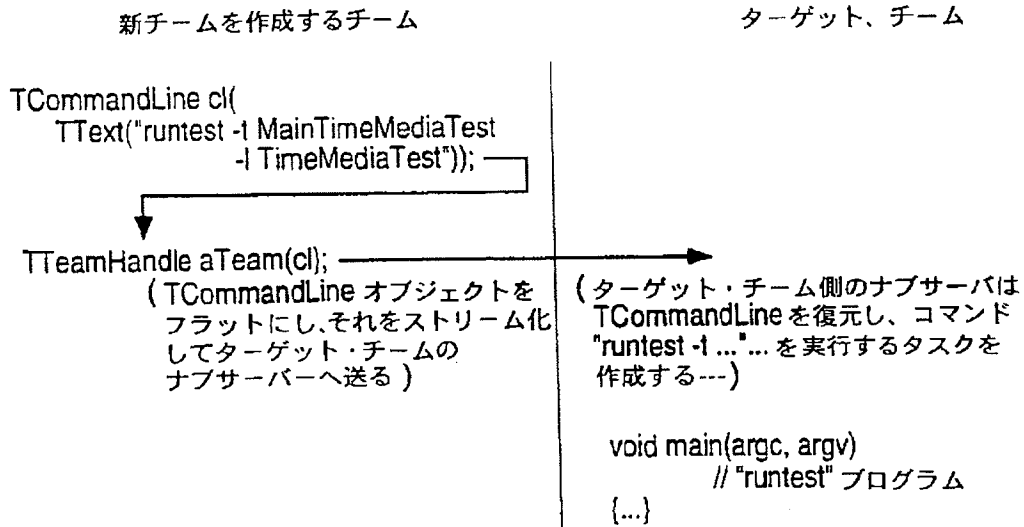 新チームを作成するチーム
ターゲット、チーム
TCommandLine cl(
TText("runtest -t MainTimeMediaTest
-l TimeMediaTest"));
TTeamHandle aTeam(cl);
(TCommandLine オブジェクトを
フラットにし、それをストリーム化
してターゲット・チームの
ナブサーバーへ送る)
(ターゲット・チーム側のナブサーバは
TCommandLineを復元し、コマンド
"runtest -t ..."... を実行するタスクを
作成する---)
void main(argc, argv)
// "runtest" プログラム
{...}